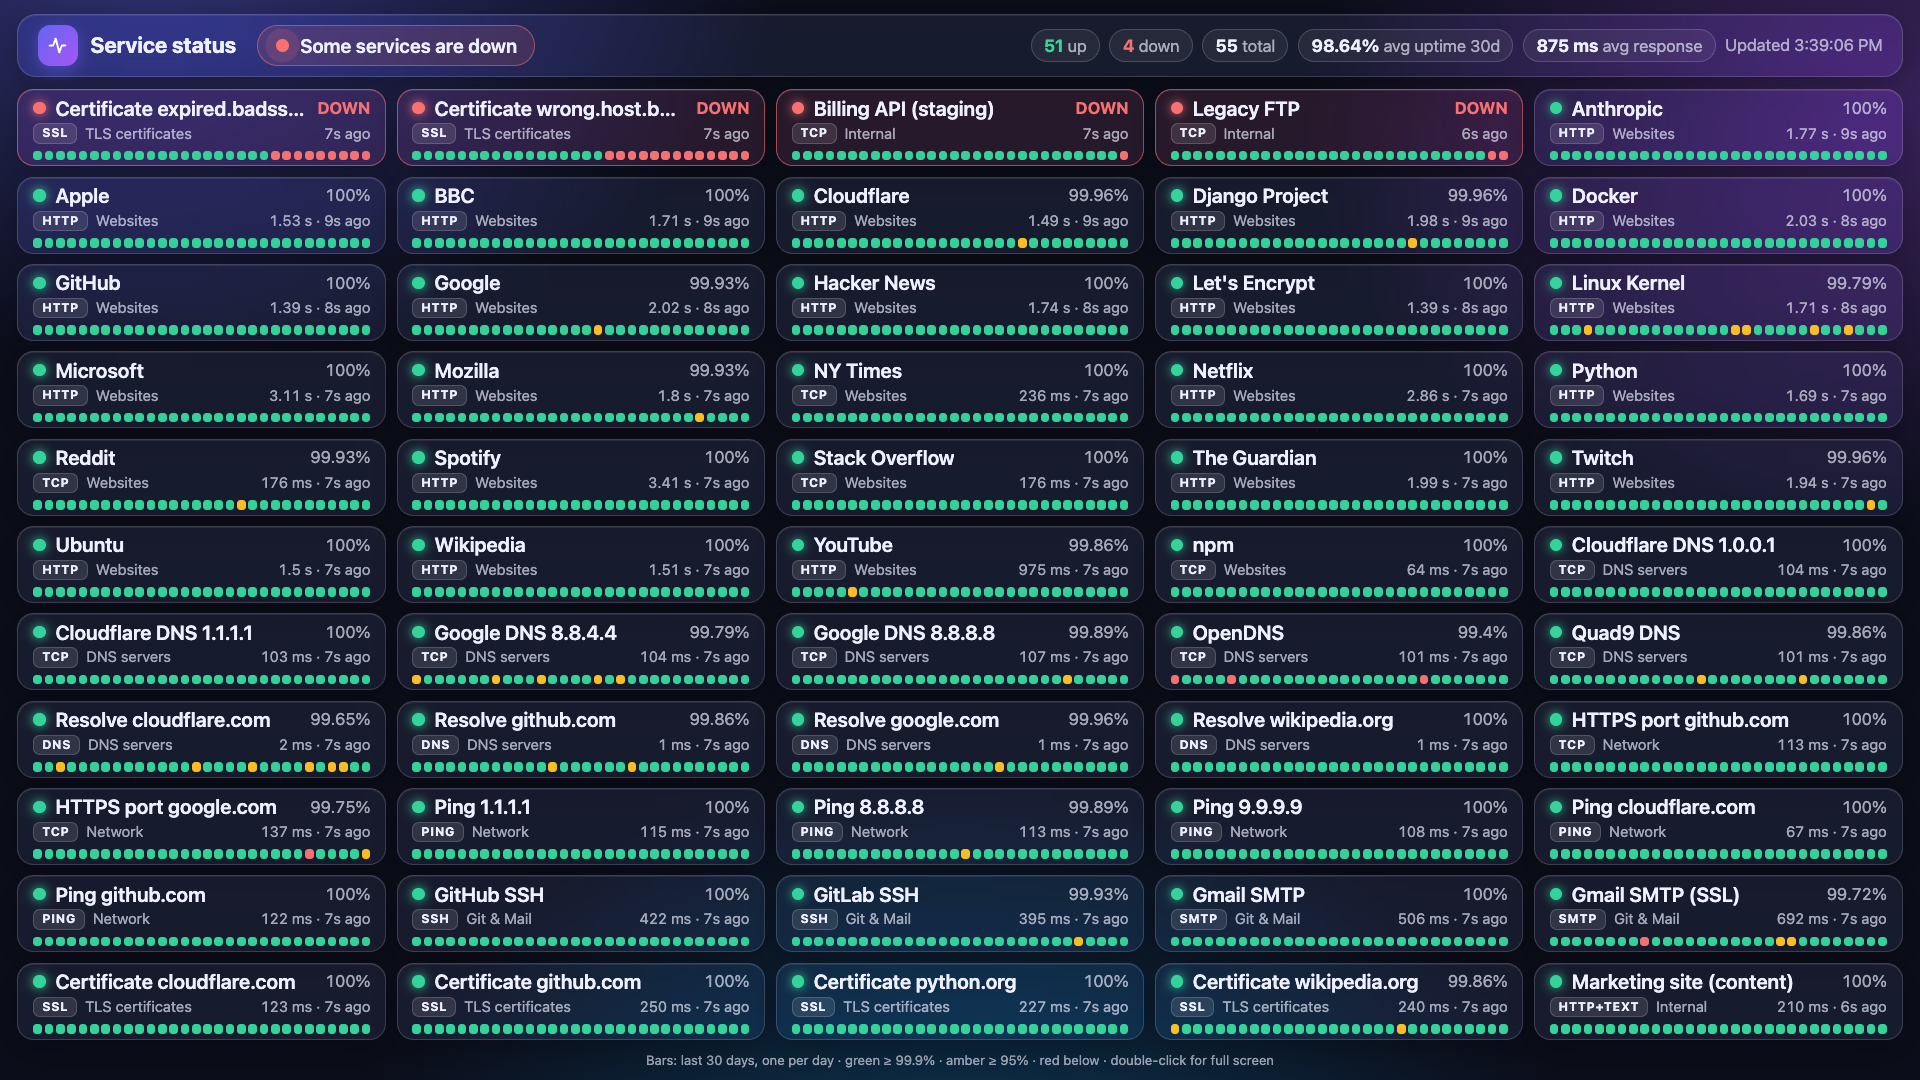 Service status
Some services are down
51 up
4 down
55 total
98.64% avg uptime 30d
875 ms avg response
Updated 3:39:06 PM
Certificate expired.badss... DOWN
SSL TLS certificates 7s ago
Certificate wrong.host.b... DOWN
SSL TLS certificates 7s ago
Billing API (staging) DOWN
TCP Internal 7s ago
Legacy FTP DOWN
TCP Internal 6s ago
Anthropic 100%
HTTP Websites 1.77 s · 9s ago
Apple 100%
HTTP Websites 1.53 s · 9s ago
BBC 100%
HTTP Websites 1.71 s · 9s ago
Cloudflare 99.96%
HTTP Websites 1.49 s · 9s ago
Django Project 99.96%
HTTP Websites 1.98 s · 9s ago
Docker 100%
HTTP Websites 2.03 s · 8s ago
GitHub 100%
HTTP Websites 1.39 s · 8s ago
Google 99.93%
HTTP Websites 2.02 s · 8s ago
Hacker News 100%
HTTP Websites 1.74 s · 8s ago
Let's Encrypt 100%
HTTP Websites 1.39 s · 8s ago
Linux Kernel 99.79%
HTTP Websites 1.71 s · 8s ago
Microsoft 100%
HTTP Websites 3.11 s · 7s ago
Mozilla 99.93%
HTTP Websites 1.8 s · 7s ago
NY Times 100%
TCP Websites 236 ms · 7s ago
Netflix 100%
HTTP Websites 2.86 s · 7s ago
Python 100%
HTTP Websites 1.69 s · 7s ago
Reddit 99.93%
TCP Websites 176 ms · 7s ago
Spotify 100%
HTTP Websites 3.41 s · 7s ago
Stack Overflow 100%
TCP Websites 176 ms · 7s ago
The Guardian 100%
HTTP Websites 1.99 s · 7s ago
Twitch 99.96%
HTTP Websites 1.94 s · 7s ago
Ubuntu 100%
HTTP Websites 1.5 s · 7s ago
Wikipedia 100%
HTTP Websites 1.51 s · 7s ago
YouTube 99.86%
HTTP Websites 975 ms · 7s ago
npm 100%
TCP Websites 64 ms · 7s ago
Cloudflare DNS 1.0.0.1 100%
TCP DNS servers 104 ms · 7s ago
Cloudflare DNS 1.1.1.1 100%
TCP DNS servers 103 ms · 7s ago
Google DNS 8.8.4.4 99.79%
TCP DNS servers 104 ms · 7s ago
Google DNS 8.8.8.8 99.89%
TCP DNS servers 107 ms · 7s ago
OpenDNS 99.4%
TCP DNS servers 101 ms · 7s ago
Quad9 DNS 99.86%
TCP DNS servers 101 ms · 7s ago
Resolve cloudflare.com 99.65%
DNS DNS servers 2 ms · 7s ago
Resolve github.com 99.86%
DNS DNS servers 1 ms · 7s ago
Resolve google.com 99.96%
DNS DNS servers 1 ms · 7s ago
Resolve wikipedia.org 100%
DNS DNS servers 1 ms · 7s ago
HTTPS port github.com 100%
TCP Network 113 ms · 7s ago
HTTPS port google.com 99.75%
TCP Network 137 ms · 7s ago
Ping 1.1.1.1 100%
PING Network 115 ms · 7s ago
Ping 8.8.8.8 99.89%
PING Network 113 ms · 7s ago
Ping 9.9.9.9 100%
PING Network 108 ms · 7s ago
Ping cloudflare.com 100%
PING Network 67 ms · 7s ago
Ping github.com 100%
PING Network 122 ms · 7s ago
GitHub SSH 100%
SSH Git & Mail 422 ms · 7s ago
GitLab SSH 99.93%
SSH Git & Mail 395 ms · 7s ago
Gmail SMTP 100%
SMTP Git & Mail 506 ms · 7s ago
Gmail SMTP (SSL) 99.72%
SMTP Git & Mail 692 ms · 7s ago
Certificate cloudflare.com 100%
SSL TLS certificates 123 ms · 7s ago
Certificate github.com 100%
SSL TLS certificates 250 ms · 7s ago
Certificate python.org 100%
SSL TLS certificates 227 ms · 7s ago
Certificate wikipedia.org 99.86%
SSL TLS certificates 240 ms · 7s ago
Marketing site (content) 100%
HTTP+TEXT Internal 210 ms · 6s ago
Bars: last 30 days, one per day · green ≥ 99.9% · amber ≥ 95% · red below · double-click for full screen